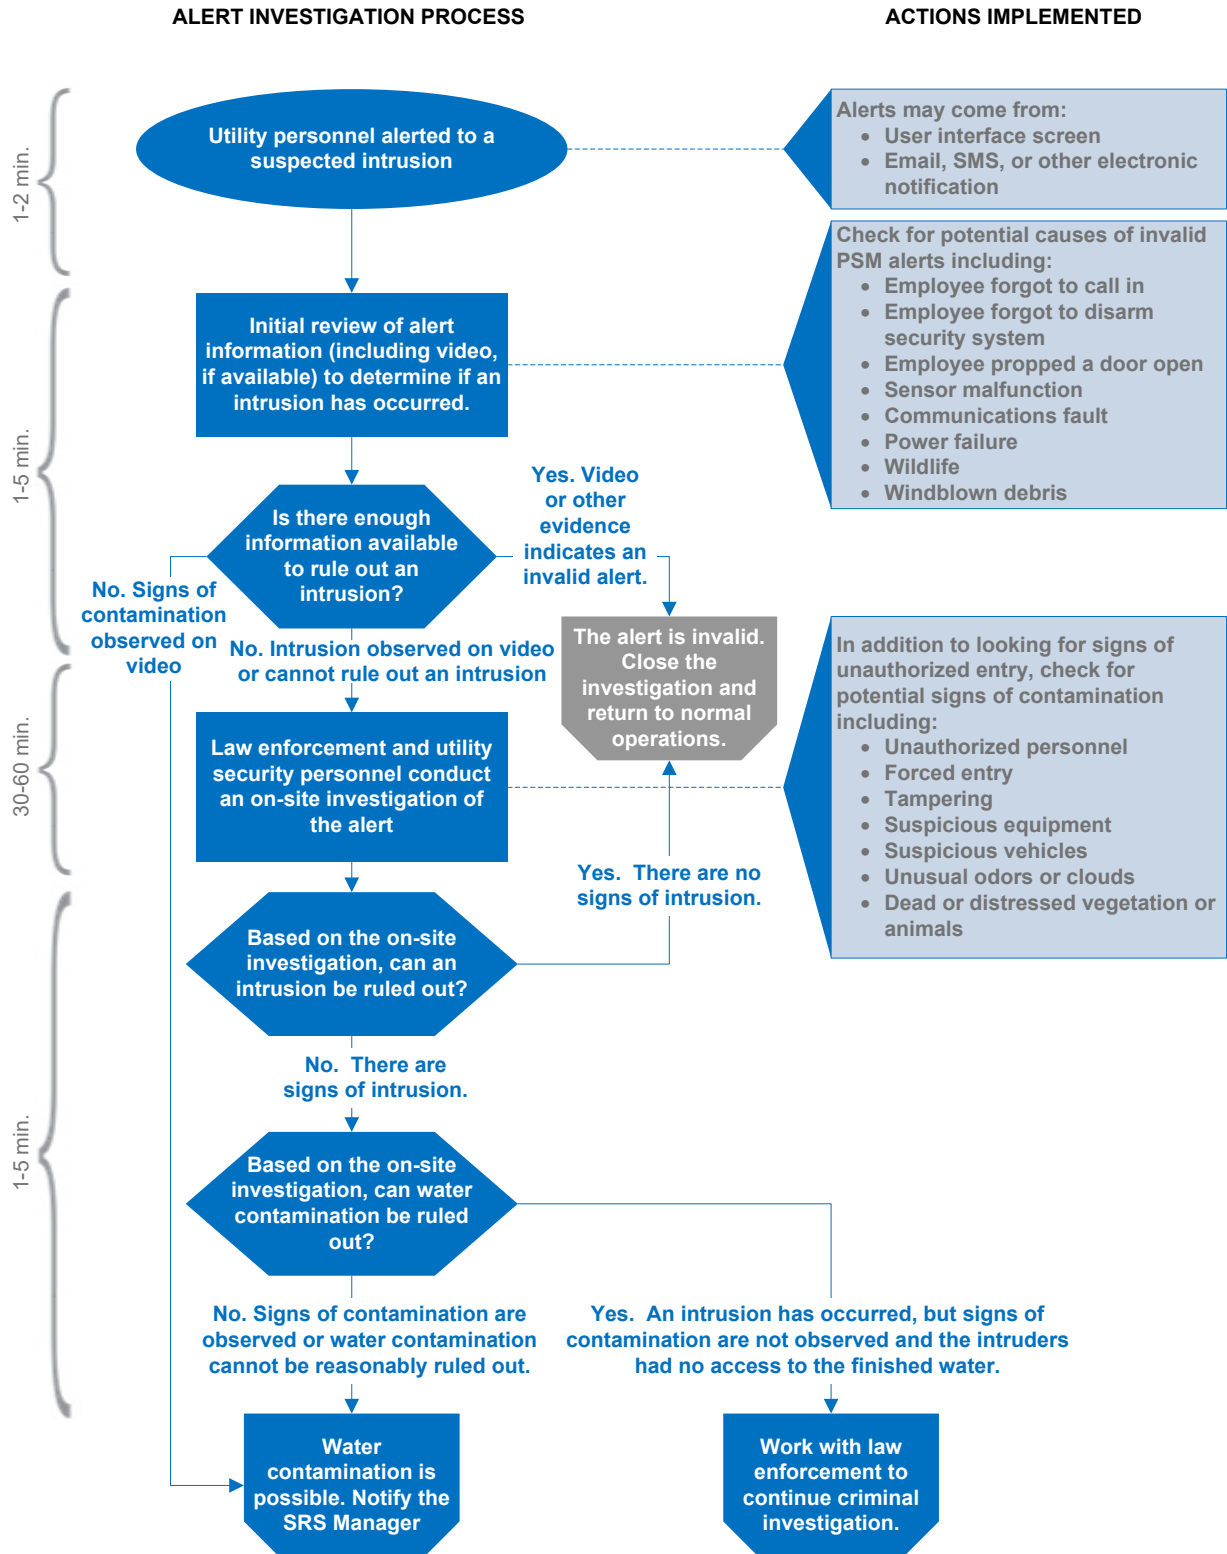 ALERT INVESTIGATION PROCESS
ACTIONS IMPLEMENTED
1-2 min.
Utility personnel alerted to a
suspected intrusion
Alerts may come from:
• User interface screen
• Email, SMS, or other electronic
notification
1-5 min.
Initial review of alert
information (including video,
if available) to determine if an
intrusion has occurred.
Check for potential causes of invalid
PSM alerts including:
• Employee forgot to call in
• Employee forgot to disarm
security system
• Employee propped a door open
• Sensor malfunction
• Communications fault
• Power failure
• Wildlife
• Windblown debris
Is there enough
information available
to rule out an
intrusion?
Yes. Video
or other
evidence
indicates an
invalid alert.
No. Signs of
contamination
observed on
video
No. Intrusion observed on video
or cannot rule out an intrusion
The alert is invalid.
Close the
investigation and
return to normal
operations.
30-60 min.
Law enforcement and utility
security personnel conduct
an on-site investigation of
the alert
In addition to looking for signs of
unauthorized entry, check for
potential signs of contamination
including:
• Unauthorized personnel
• Forced entry
• Tampering
• Suspicious equipment
• Suspicious vehicles
• Unusual odors or clouds
• Dead or distressed vegetation or
animals
1-5 min.
Based on the on-site
investigation, can an
intrusion be ruled out?
Yes.  There are no
signs of intrusion.
No.  There are
signs of intrusion.
Based on the on-site
investigation, can water
contamination be ruled
out?
No. Signs of contamination are
observed or water contamination
cannot be reasonably ruled out.
Yes.  An intrusion has occurred, but signs of
contamination are not observed and the intruders
had no access to the finished water.
Water
contamination is
possible. Notify the
SRS Manager
Work with law
enforcement to
continue criminal
investigation.